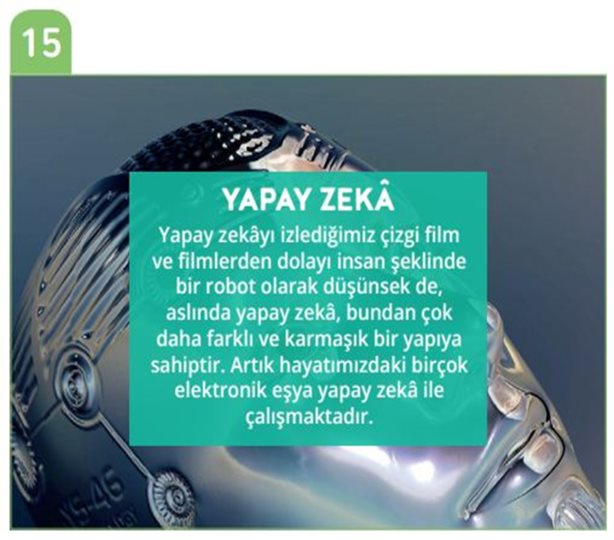 15
YAPAY ZEKÂ
Yapay zekâyı izlediğimiz çizgi film
ve filmlerden dolayı insan şeklinde
bir robot olarak düşünsek de,
aslında yapay zekâ, bundan çok
daha farklı ve karmaşık bir yapıya
sahiptir. Artık hayatımızdaki birçok
elektronik eşya yapay zekâ ile
çalışmaktadır.